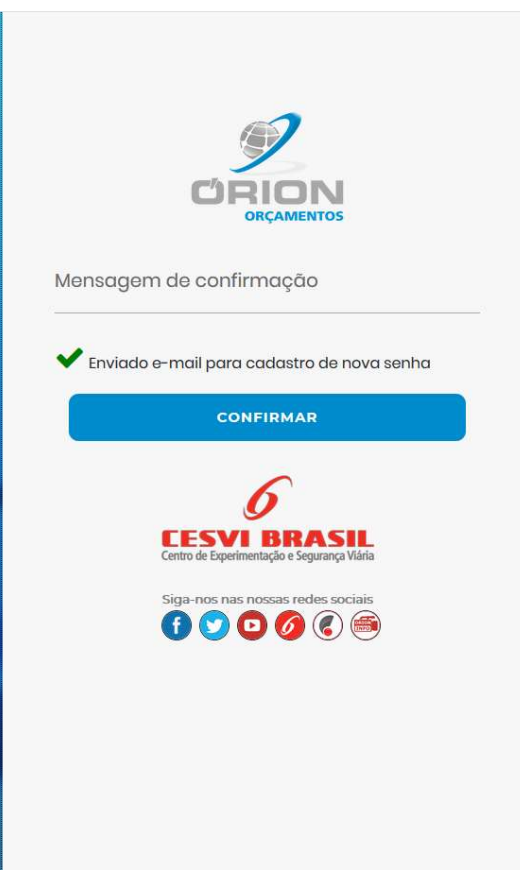 ÓRION
ORÇAMENTOS
Mensagem de confirmação
Enviado e-mail para cadastro de nova senha
CONFIRMAR
CESVI BRASIL
Centro de Experimentação e Segurança Viária
Siga-nos nas nossas redes sociais